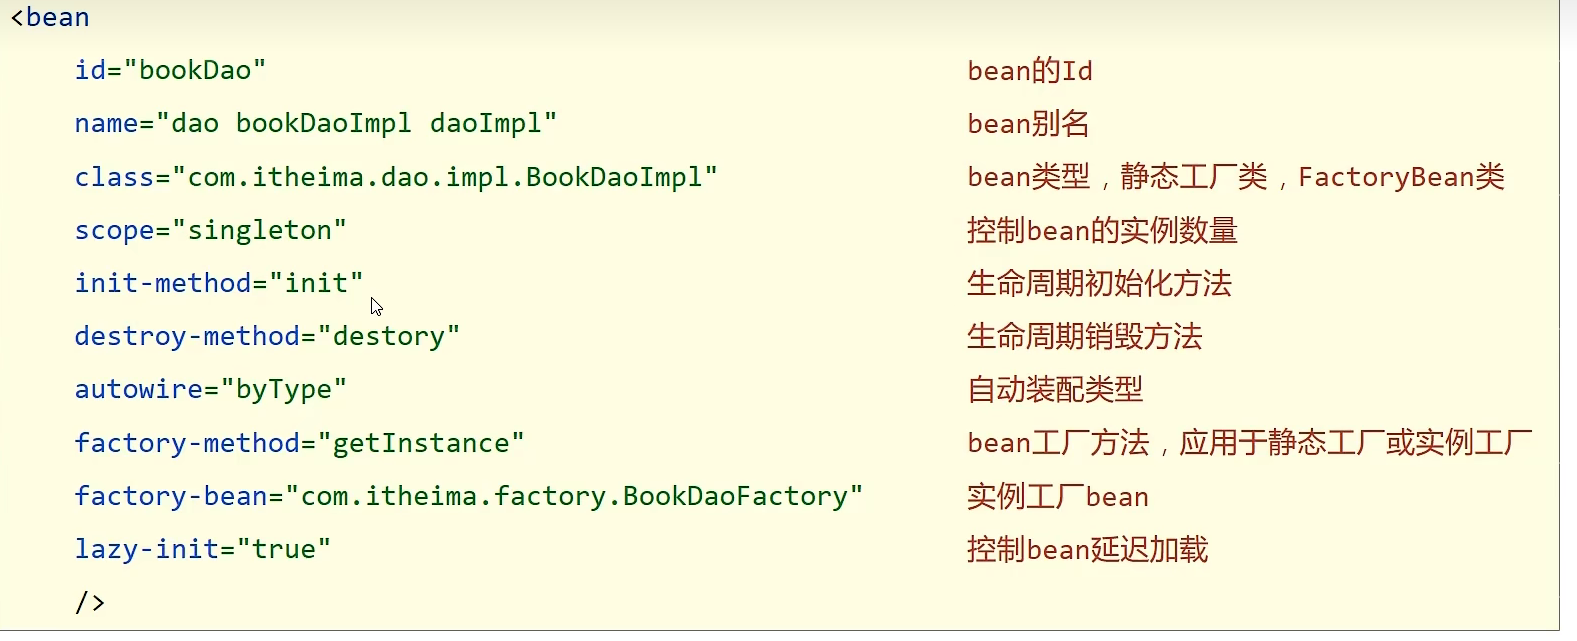 <bean
id="bookDao" bean的Id
name="dao bookDaoImpl daoImpl" bean别名
class="com.itheima.dao.impl.BookDaoImpl" bean类型，静态工厂类，FactoryBean类
scope="singleton" 控制bean的实例数量
init-method="init" 生命周期初始化方法
destroy-method="destory" 生命周期销毁方法
autowire="byType" 自动装配类型
factory-method="getInstance" bean工厂方法，应用于静态工厂或实例工厂
factory-bean="com.itheima.factory.BookDaoFactory" 实例工厂bean
lazy-init="true" 控制bean延迟加载
/>